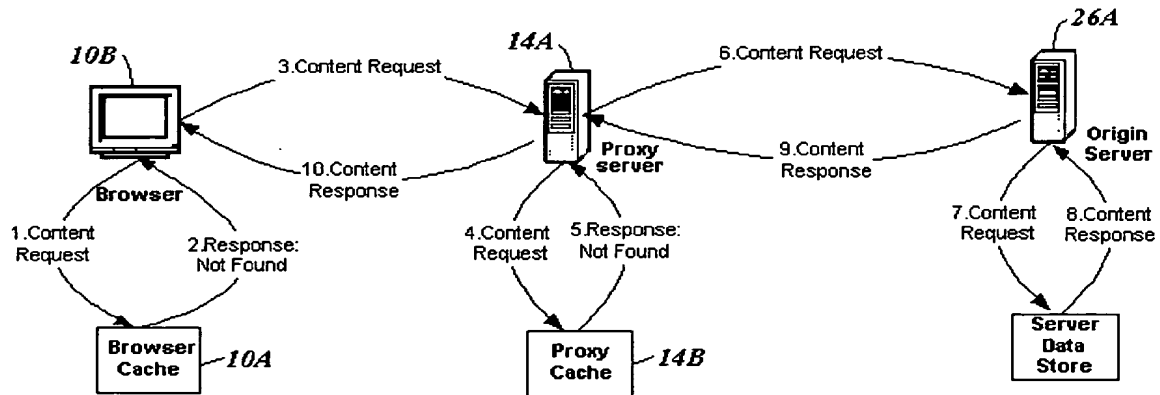 10B
14A
26A
3.Content Request
6.Content Request
Browser
10.Content
Response
Proxy
server
9.Content
Response
Origin
Server
1.Content
Request
2.Response:
Not Found
4.Content
Request
5.Response:
Not Found
7.Content
Request
8.Content
Response
Browser
Cache
10A
Proxy
Cache
14B
Server
Data
Store